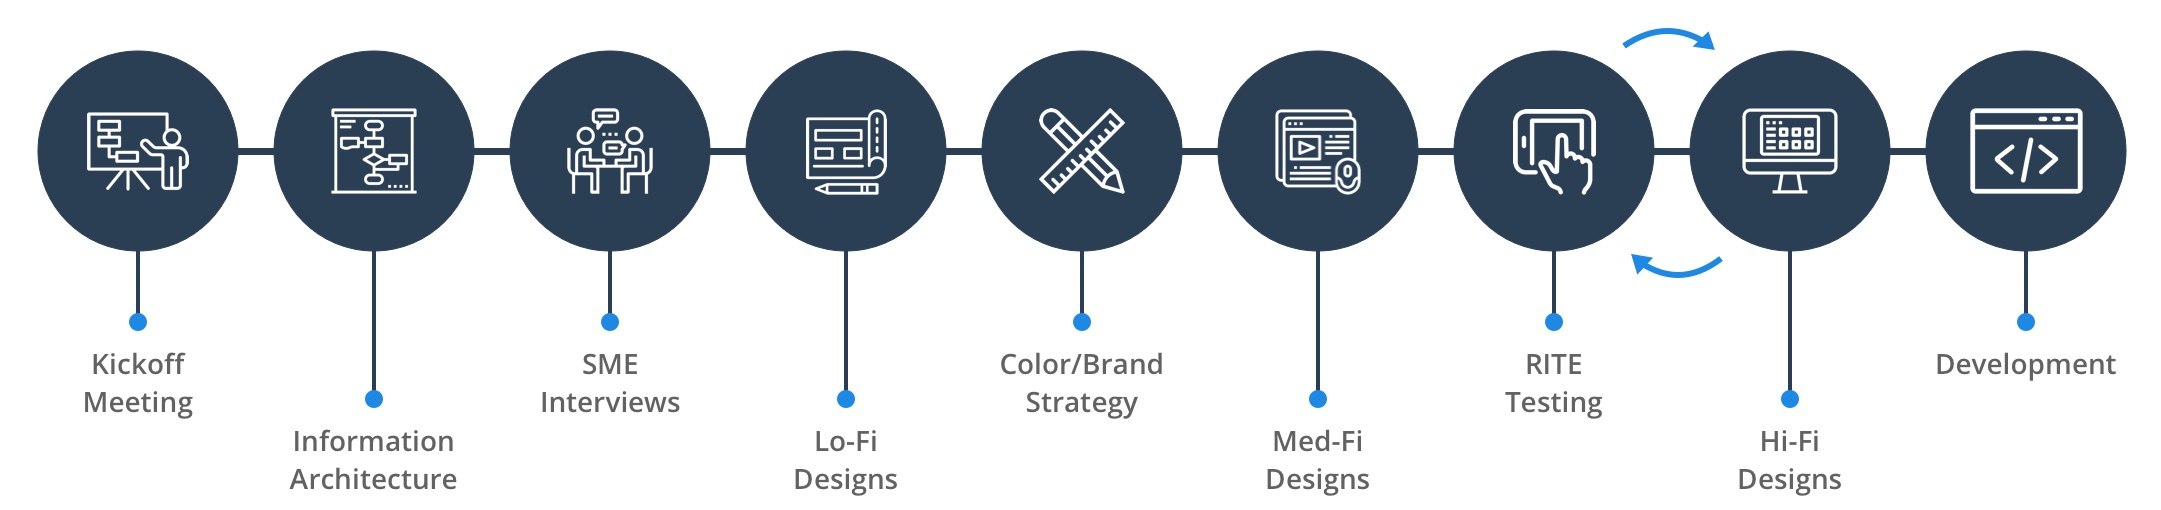 Kickoff
Meeting
Information
Architecture
SME
Interviews
Lo-Fi
Designs
Color/Brand
Strategy
Med-Fi
Designs
RITE
Testing
Hi-Fi
Designs
Development